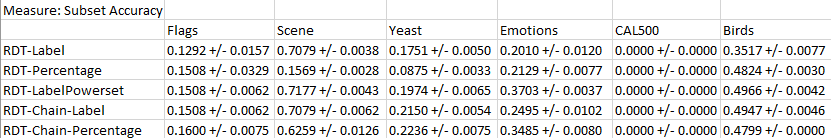 Measure: Subset Accuracy
Flags Scene Yeast Emotions CAL500 Birds
RDT-Label 0.1292 +/- 0.0157 0.7079 +/- 0.0038 0.1751 +/- 0.0050 0.2010 +/- 0.0120 0.0000 +/- 0.0000 0.3517 +/- 0.0077
RDT-Percentage 0.1508 +/- 0.0329 0.1569 +/- 0.0028 0.0875 +/- 0.0033 0.2129 +/- 0.0077 0.0000 +/- 0.0000 0.4824 +/- 0.0030
RDT-LabelPowerset 0.1508 +/- 0.0062 0.7177 +/- 0.0043 0.1974 +/- 0.0065 0.3703 +/- 0.0037 0.0000 +/- 0.0000 0.4966 +/- 0.0042
RDT-Chain-Label 0.1508 +/- 0.0062 0.7079 +/- 0.0062 0.2150 +/- 0.0054 0.2495 +/- 0.0102 0.0000 +/- 0.0000 0.4947 +/- 0.0046
RDT-Chain-Percentage 0.1600 +/- 0.0075 0.6259 +/- 0.0126 0.2236 +/- 0.0075 0.3485 +/- 0.0080 0.0000 +/- 0.0000 0.4799 +/- 0.0000